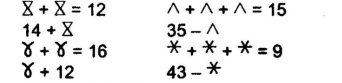 ⧖ + ⧖ = 12
14 + ⧖
ɤ + ɤ = 16
ɤ + 12
^ + ^ + ^ = 15
35 – ^
* + * + * = 9
43 – *